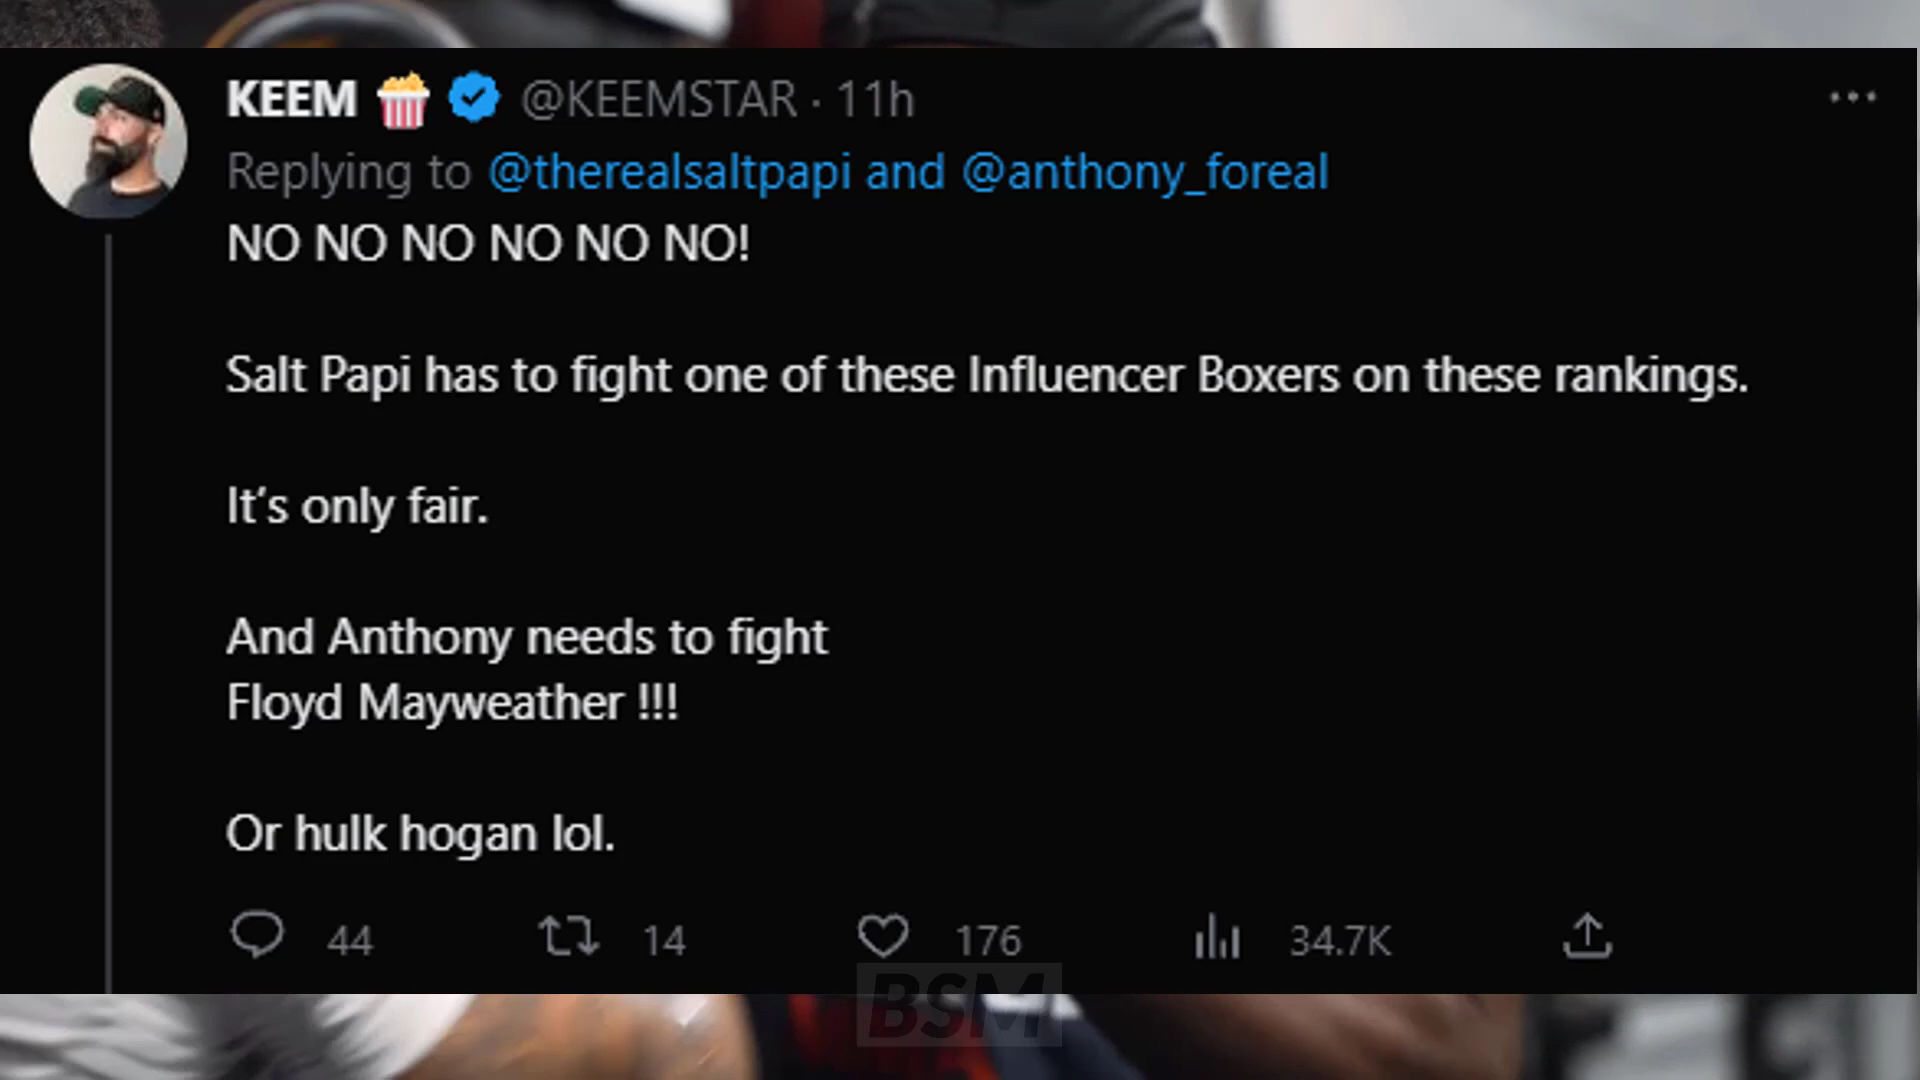 KEEM 🍿 @KEEMSTAR · 11h
Replying to @therealsaltpapi and @anthony_foreal
NO NO NO NO NO NO!
Salt Papi has to fight one of these Influencer Boxers on these rankings.
It’s only fair.
And Anthony needs to fight
Floyd Mayweather !!!
Or hulk hogan lol.
44 14 176 34.7K
BSM